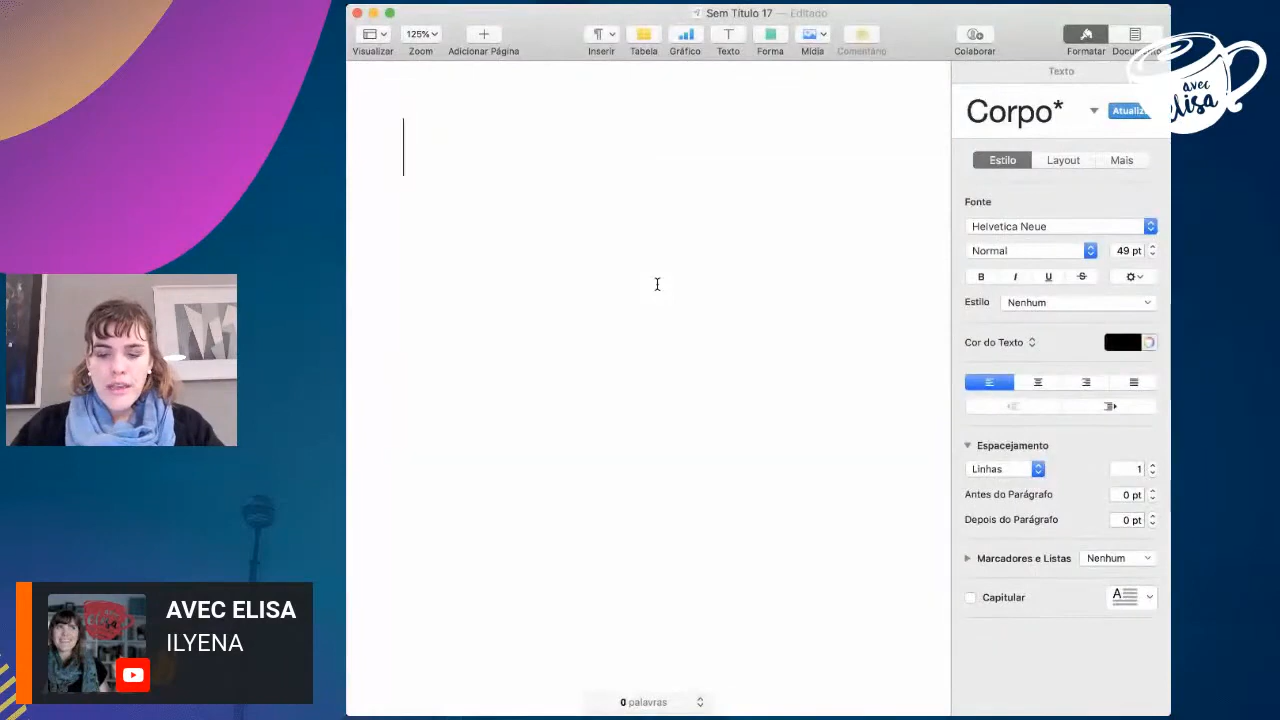 Sem Título 17 — Editado
Visualizar
125%
Zoom
Adicionar Página
Inserir
Tabela
Gráfico
T
Texto
Forma
Mídia
Comentário
Colaborar
Formatar
avec
elisa
Texto
Corpo*
Estilo
Layout
Mais
Fonte
Helvetica Neue
Normal
49 pt
B I U S
Estilo
Nenhum
Cor do Texto
Espacejamento
Linhas
1
Antes do Parágrafo
0 pt
Depois do Parágrafo
0 pt
Marcadores e Listas
Nenhum
Capitular
A
0 palavras
AVEC ELISA
ILYENA